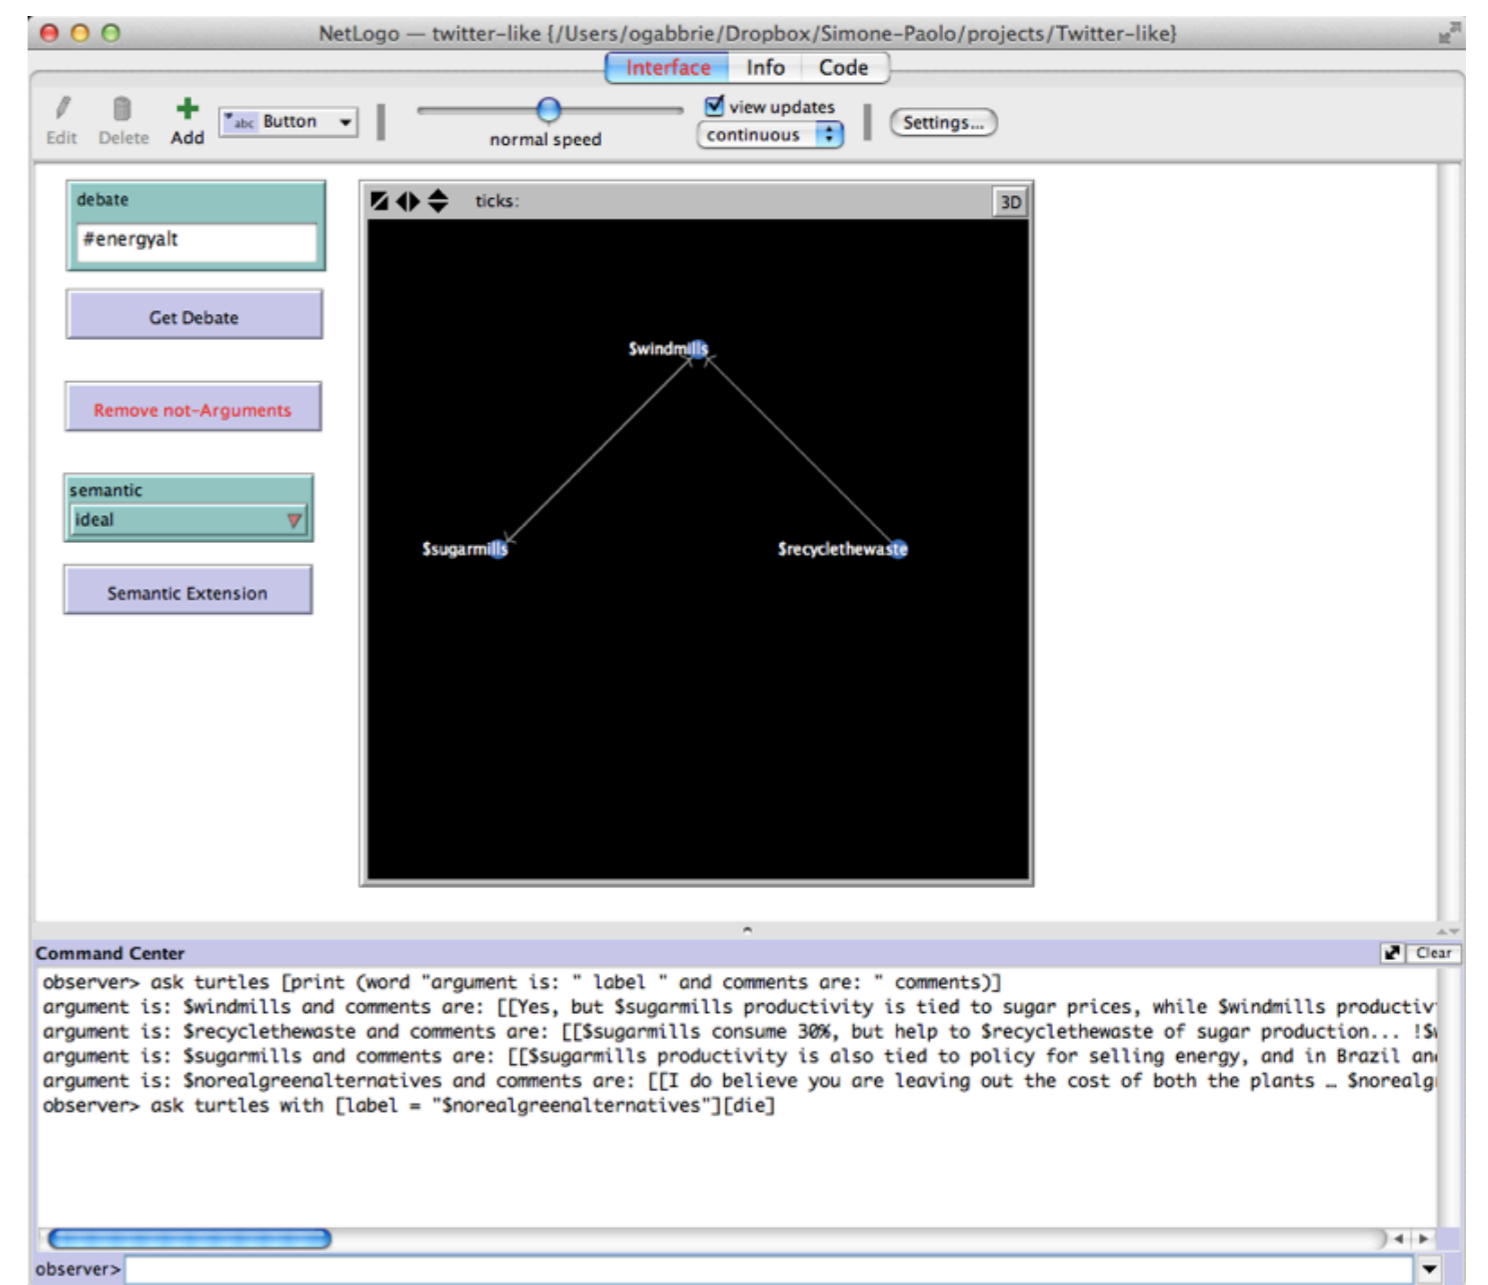 NetLogo — twitter-like {/Users/ogabbrie/Dropbox/Simone-Paolo/projects/Twitter-like}
Interface Info Code
Edit Delete Add abc Button normal speed view updates continuous Settings...
debate
#energyalt
Get Debate
Remove not-Arguments
semantic
ideal
Semantic Extension
ticks: 3D
$windmills
$sugarmills $recyclethewaste
Command Center Clear
observer> ask turtles [print (word "argument is: " label " and comments are: " comments)]
argument is: $windmills and comments are: [[Yes, but $sugarmills productivity is tied to sugar prices, while $windmills productiv
argument is: $recyclethewaste and comments are: [[$sugarmills consume 30%, but help to $recyclethewaste of sugar production... !$w
argument is: $sugarmills and comments are: [[$sugarmills productivity is also tied to policy for selling energy, and in Brazil an
argument is: $norealgreenalternatives and comments are: [[I do believe you are leaving out the cost of both the plants … $norealg
observer> ask turtles with [label = "$norealgreenalternatives"][die]
observer>